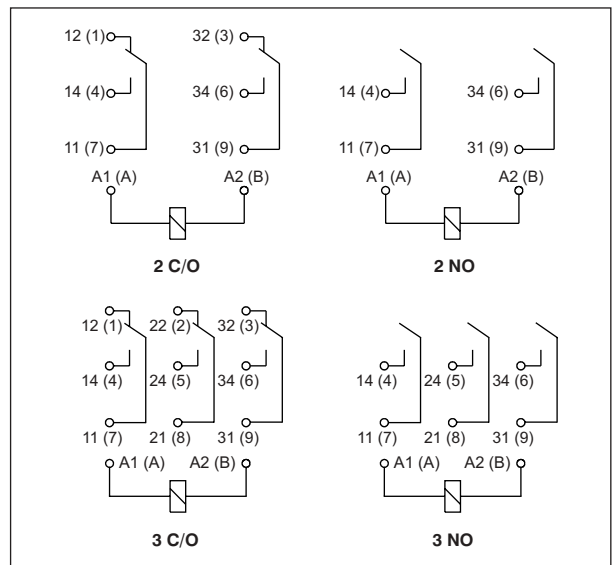 12 (1) 32 (3)
14 (4) 34 (6)
11 (7) 31 (9)
A1 (A) A2 (B)
2 C/O
14 (4) 34 (6)
11 (7) 31 (9)
A1 (A) A2 (B)
2 NO
12 (1) 22 (2) 32 (3)
14 (4) 24 (5) 34 (6)
11 (7) 21 (8) 31 (9)
A1 (A) A2 (B)
3 C/O
14 (4) 24 (5) 34 (6)
11 (7) 21 (8) 31 (9)
A1 (A) A2 (B)
3 NO